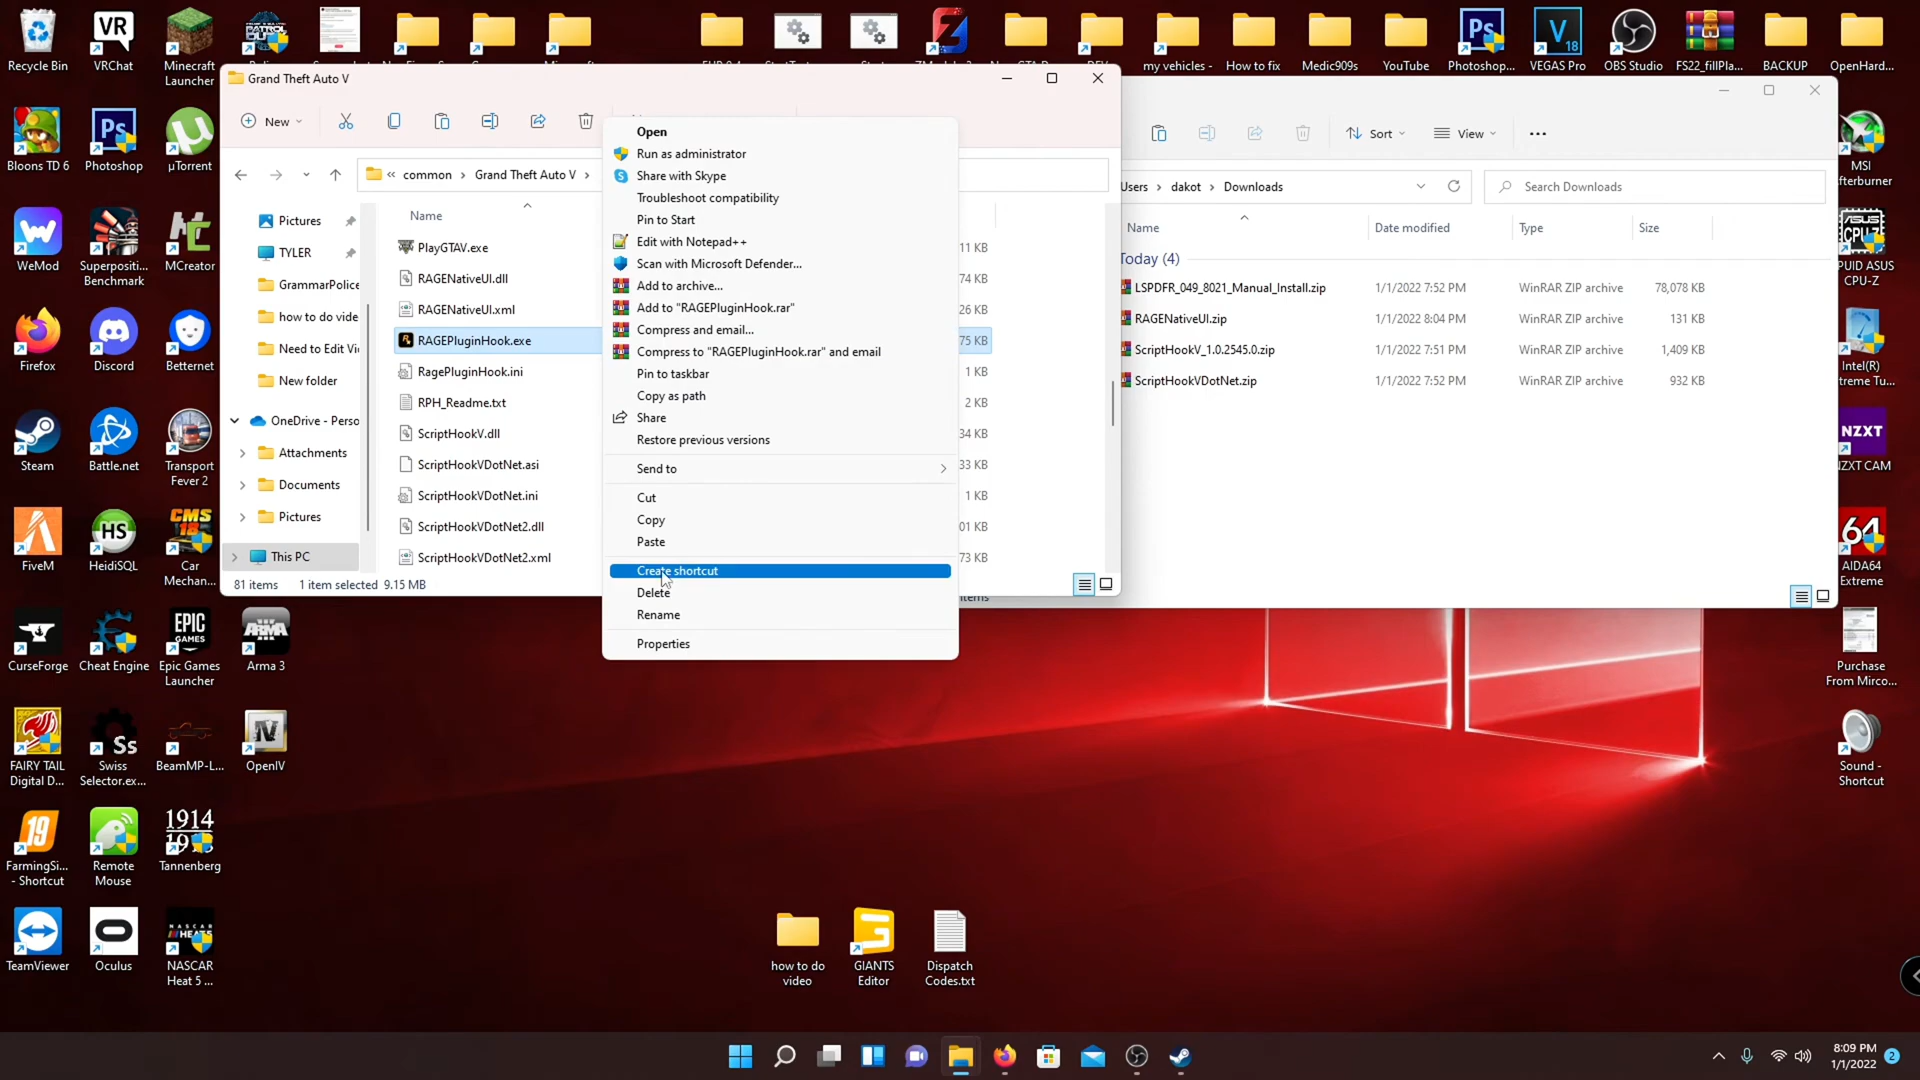 Recycle Bin
VRChat
Minecraft
Launcher
my vehicles -
How to fix
Medic909s
YouTube
Photoshop...
VEGAS Pro
OBS Studio
FS22_fillPla...
BACKUP
OpenHard...
Grand Theft Auto V
New
common
Grand Theft Auto V
Name
Pictures
TYLER
GrammarPolice
how to do vide
Need to Edit Vi
New folder
OneDrive - Perso
Attachments
Documents
Pictures
This PC
PlayGTAV.exe
11 KB
RAGENativeUI.dll
74 KB
RAGENativeUI.xml
26 KB
RAGEPluginHook.exe
75 KB
RagePluginHook.ini
1 KB
RPH_Readme.txt
2 KB
ScriptHookV.dll
34 KB
ScriptHookVDotNet.asi
33 KB
ScriptHookVDotNet.ini
1 KB
ScriptHookVDotNet2.dll
01 KB
ScriptHookVDotNet2.xml
73 KB
81 items
1 item selected 9.15 MB
Open
Run as administrator
Share with Skype
Troubleshoot compatibility
Pin to Start
Edit with Notepad++
Scan with Microsoft Defender...
Add to archive...
Add to "RAGEPluginHook.rar"
Compress and email...
Compress to "RAGEPluginHook.rar" and email
Pin to taskbar
Copy as path
Share
Restore previous versions
Send to
Cut
Copy
Paste
Create shortcut
Delete
Rename
Properties
Sort
View
Users
dakot
Downloads
Search Downloads
Name
Date modified
Type
Size
Today (4)
LSPDFR_049_8021_Manual_Install.zip
1/1/2022 7:52 PM
WinRAR ZIP archive
78,078 KB
RAGENativeUI.zip
1/1/2022 8:04 PM
WinRAR ZIP archive
131 KB
ScriptHookV_1.0.2545.0.zip
1/1/2022 7:51 PM
WinRAR ZIP archive
1,409 KB
ScriptHookVDotNet.zip
1/1/2022 7:52 PM
WinRAR ZIP archive
932 KB
items
Bloons TD 6
Photoshop
µTorrent
WeMod
Superpositi...
Benchmark
MCreator
Firefox
Discord
Betternet
Steam
Battle.net
Transport
Fever 2
FiveM
HeidiSQL
Car
Mechan...
CurseForge
Cheat Engine
Epic Games
Launcher
Arma 3
FAIRY TAIL
Digital D...
Swiss
Selector.ex...
BeamMP-L...
OpenIV
FarmingSi...
- Shortcut
Remote
Mouse
Tannenberg
TeamViewer
Oculus
NASCAR
Heat 5 ...
how to do
video
GIANTS
Editor
Dispatch
Codes.txt
MSI
fterburner
PUID ASUS
CPU-Z
Intel(R)
treme Tu...
NZXT
NZXT CAM
64
AIDA64
Extreme
Purchase
From Mirco...
Sound -
Shortcut
8:09 PM
1/1/2022
2